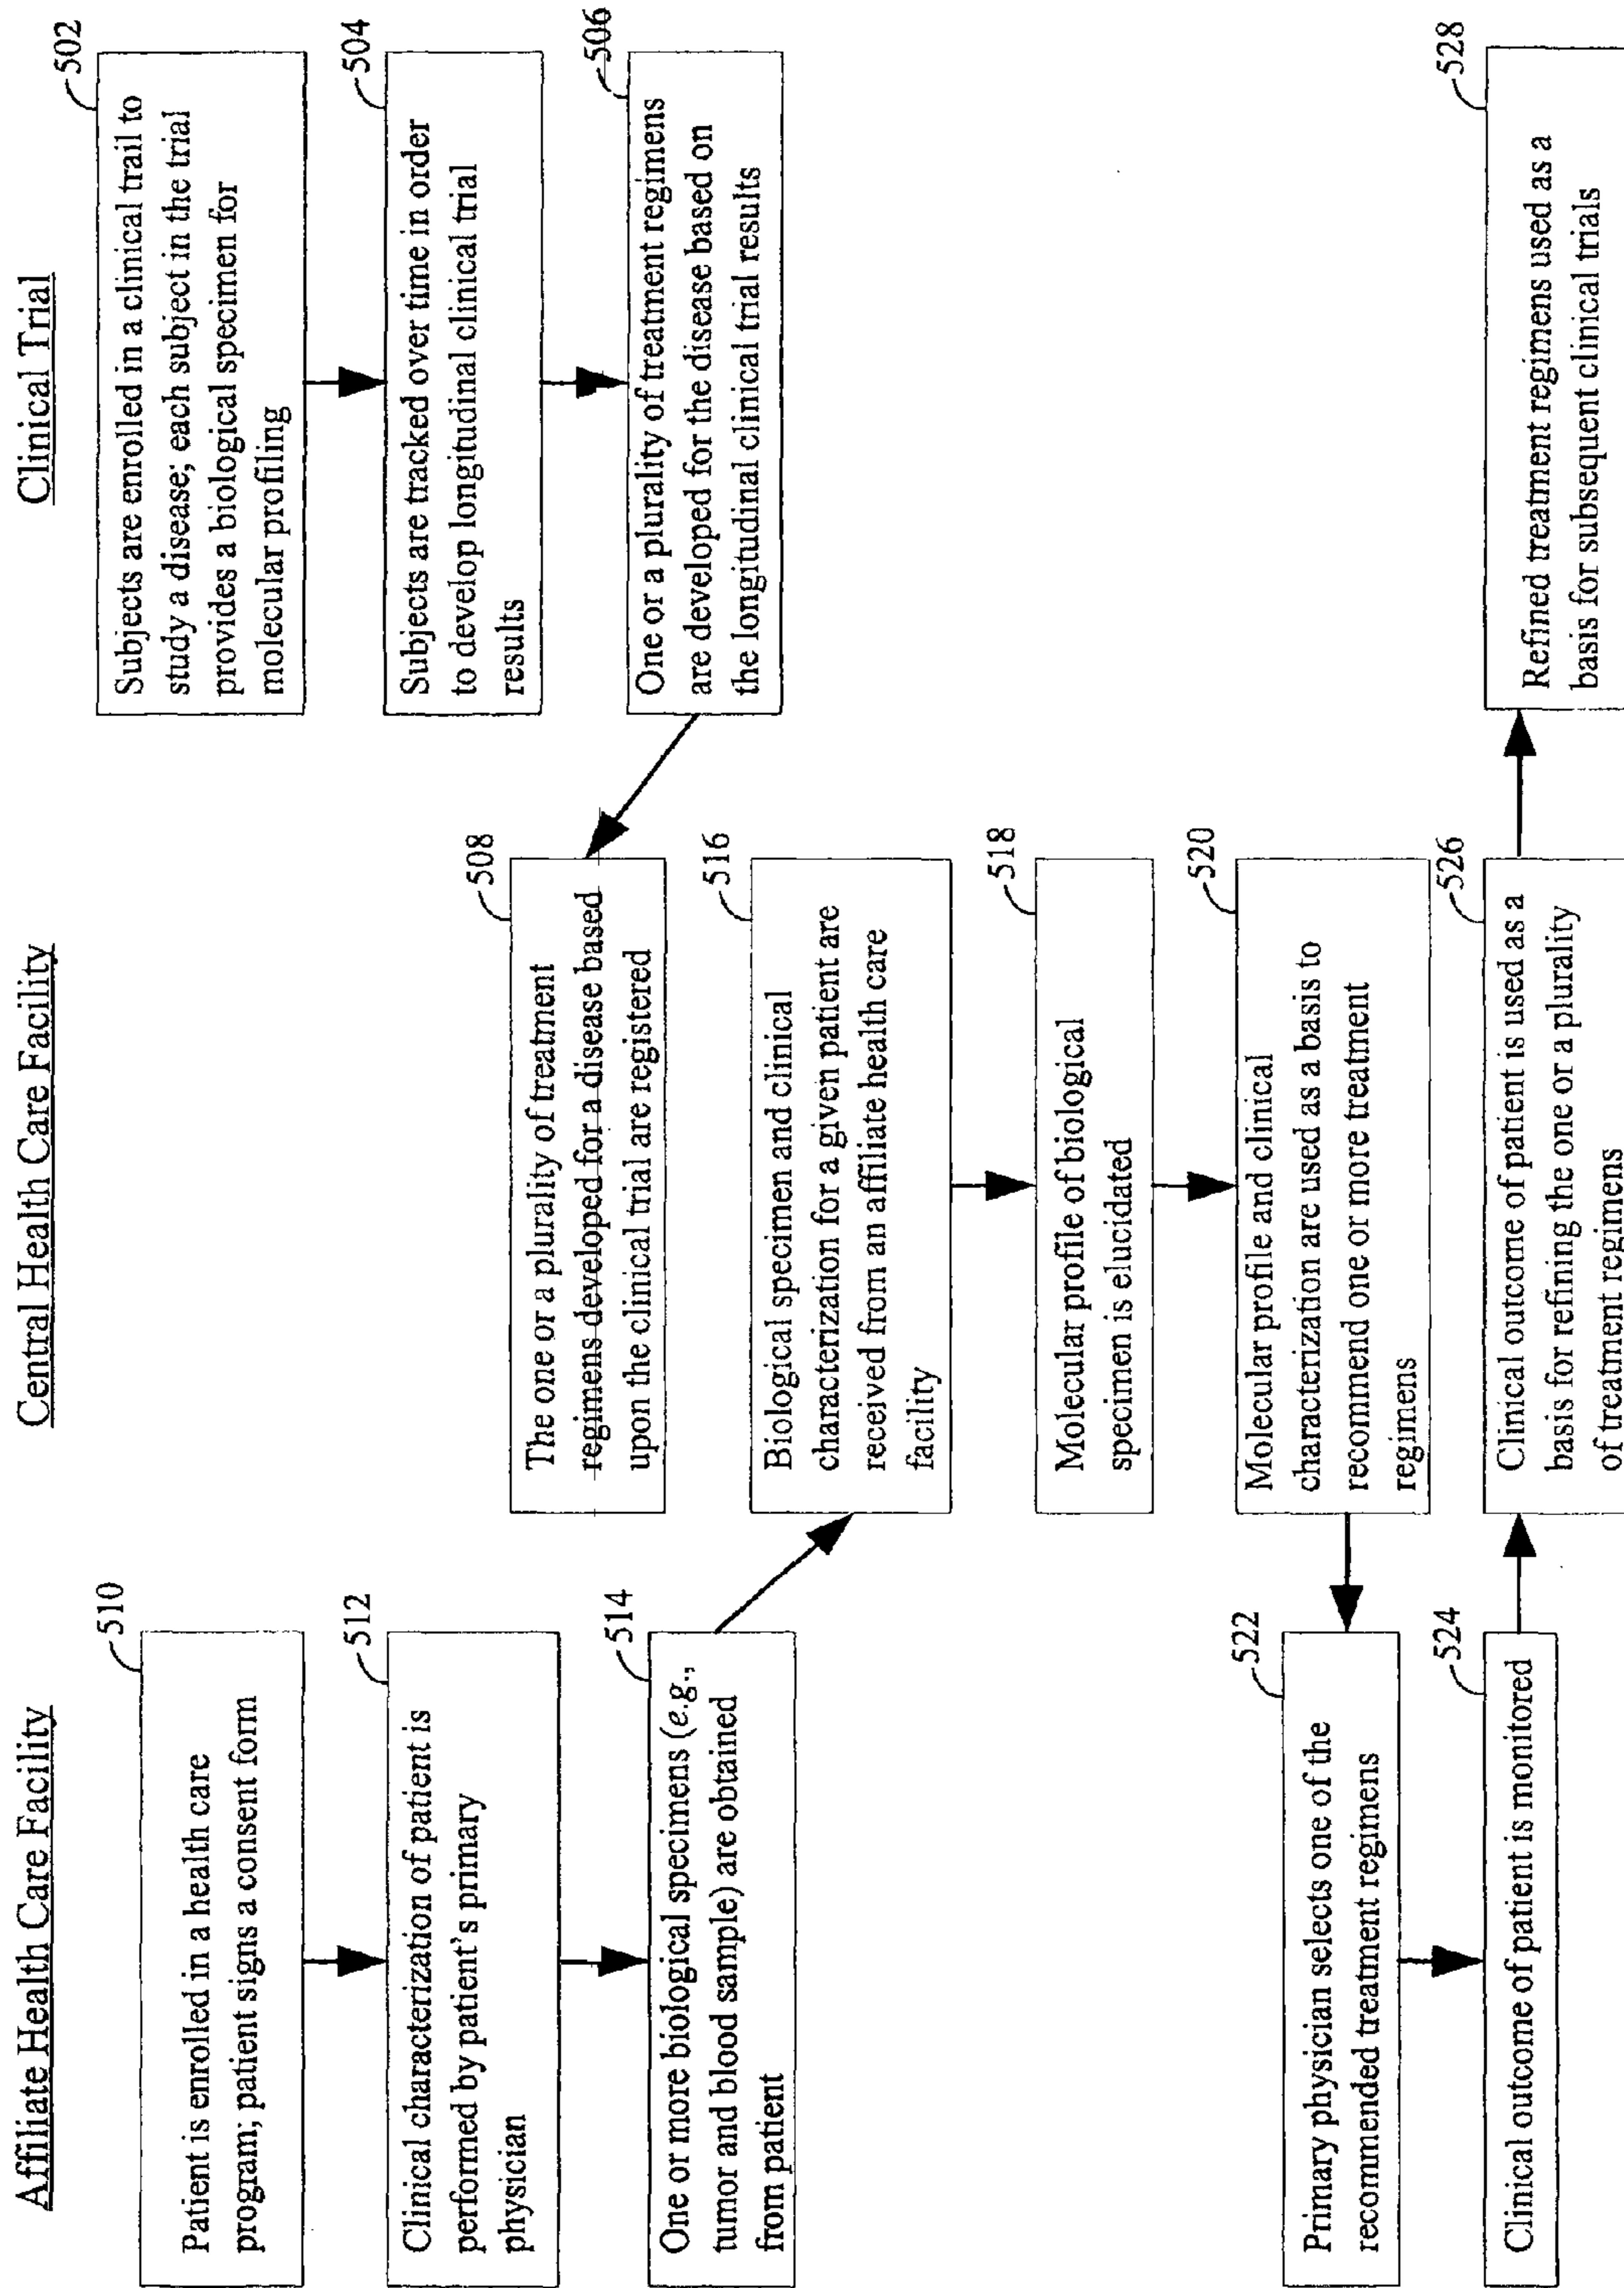 Affiliate Health Care Facility
Central Health Care Facility
Clinical Trial
502
Subjects are enrolled in a clinical trail to
study a disease; each subject in the trial
provides a biological specimen for
molecular profiling
504
Subjects are tracked over time in order
to develop longitudinal clinical trial
results
506
One or a plurality of treatment regimens
are developed for the disease based on
the longitudinal clinical trial results
508
The one or a plurality of treatment
regimens developed for a disease based
upon the clinical trial are registered
510
Patient is enrolled in a health care
program; patient signs a consent form
512
Clinical characterization of patient is
performed by patient's primary
physician
514
One or more biological specimens (e.g.,
tumor and blood sample) are obtained
from patient
516
Biological specimen and clinical
characterization for a given patient are
received from an affiliate health care
facility
518
Molecular profile of biological
specimen is elucidated
520
Molecular profile and clinical
characterization are used as a basis to
recommend one or more treatment
regimens
522
Primary physician selects one of the
recommended treatment regimens
524
Clinical outcome of patient is monitored
526
Clinical outcome of patient is used as a
basis for refining the one or a plurality
of treatment regimens
528
Refined treatment regimens used as a
basis for subsequent clinical trials